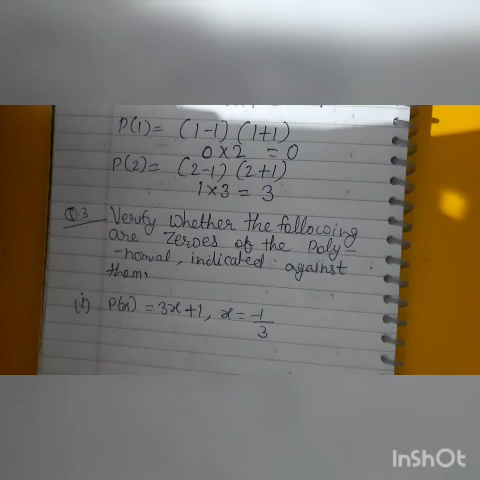 P(1) = (1-1) (1+1)
0×2 = 0
P(2) = (2-1) (2+1)
1×3 = 3
Q.3 Verify whether the following
are zeroes of the Poly-
-nomial, indicated against
them.
(i) P(x) = 3x+1, x = -1/3
InShOt